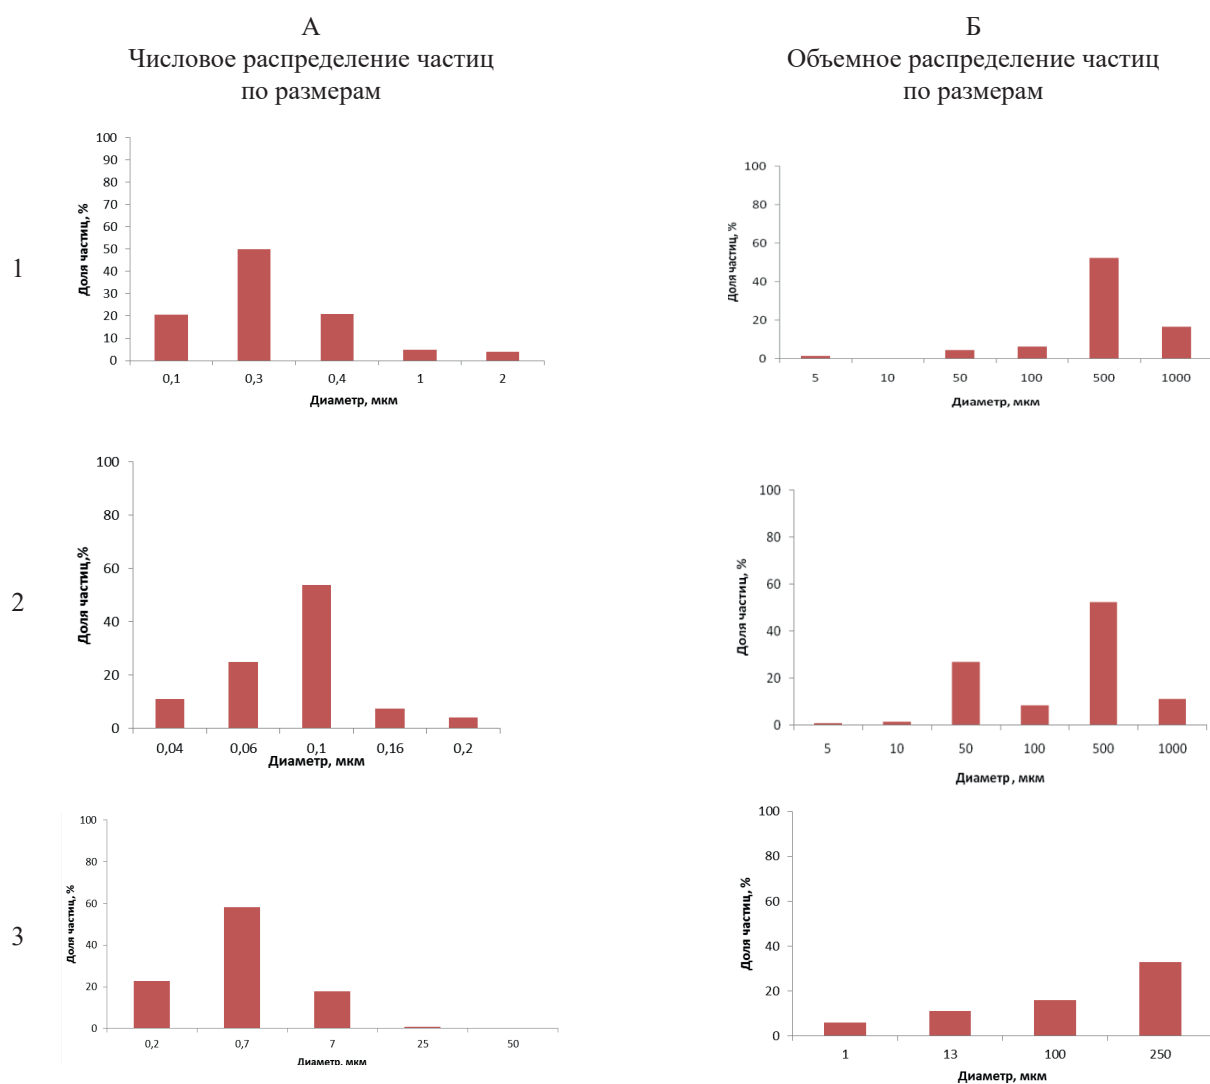 А
Числовое распределение частиц
по размерам
Б
Объемное распределение частиц
по размерам
1
Доля частиц, %
100
90
80
70
60
50
40
30
20
10
0
0,1 0,3 0,4 1 2
Диаметр, мкм
Доля частиц, %
100
80
60
40
20
0
5 10 50 100 500 1000
Диаметр, мкм
2
Доля частиц,%
100
80
60
40
20
0
0,04 0,06 0,1 0,16 0,2
Диаметр, мкм
Доля частиц, %
100
80
60
40
20
0
5 10 50 100 500 1000
Диаметр , мкм
3
Доля частиц, %
100
80
60
40
20
0
0,2 0,7 7 25 50
Диаметр, мкм
Доля частиц, %
100
80
60
40
20
0
1 13 100 250
Диаметр, мкм